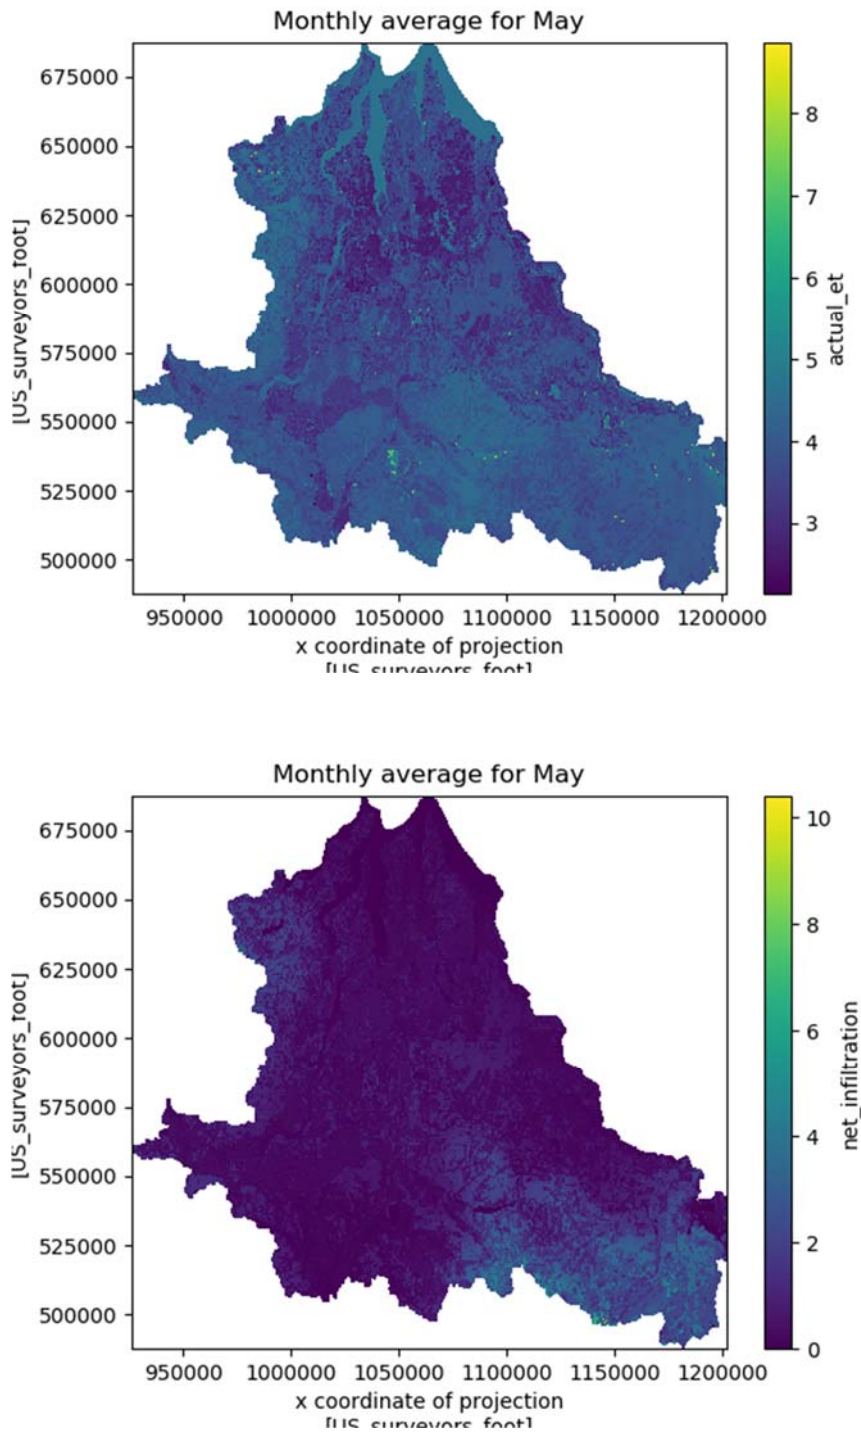 Monthly average for May
675000
650000
625000
600000
575000
550000
525000
500000
[US_surveyors_foot]
950000 1000000 1050000 1100000 1150000 1200000
x coordinate of projection
[US_surveyors_foot]
8
7
6
5
4
3
actual_et
Monthly average for May
675000
650000
625000
600000
575000
550000
525000
500000
[US_surveyors_foot]
950000 1000000 1050000 1100000 1150000 1200000
x coordinate of projection
[US_surveyors_foot]
10
8
6
4
2
0
net_infiltration